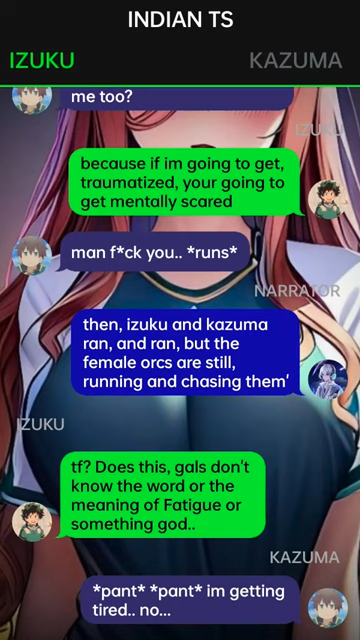 INDIAN TS
IZUKU
KAZUMA
me too?
IZUKU
because if im going to get,
traumatized, your going to
get mentally scared
man f*ck you.. *runs*
NARRATOR
then, izuku and kazuma
ran, and ran, but the
female orcs are still,
running and chasing them'
IZUKU
tf? Does this, gals don't
know the word or the
meaning of Fatigue or
something god..
KAZUMA
*pant* *pant* im getting
tired.. no...